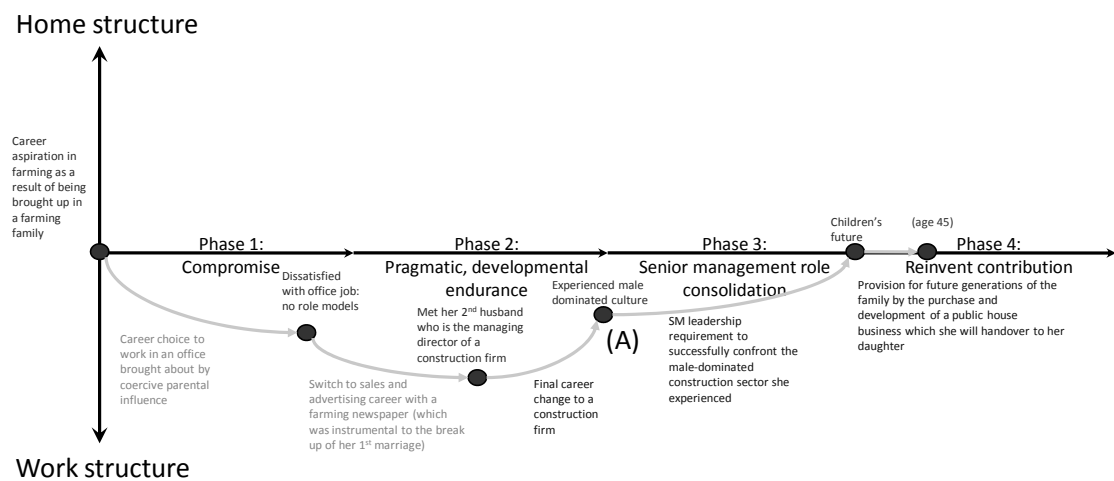 Home structure
Career
aspiration in
farming as a
result of being
brought up in
a farming
family
Phase 1:
Compromise
Dissatisfied
with office job:
no role models
Career choice to
work in an office
brought about by
coercive parental
influence
Phase 2:
Pragmatic, developmental
endurance
Met her 2nd husband
who is the managing
director of a
construction firm
Switch to sales and
advertising career with a
farming newspaper (which
was instrumental to the break
up of her 1st marriage)
Experienced male
dominated culture
(A)
Final career
change to a
construction
firm
Phase 3:
Senior management role
consolidation
SM leadership
requirement to
successfully confront the
male-dominated
construction sector she
experienced
Children's
future
(age 45)
Phase 4:
Reinvent contribution
Provision for future generations of the
family by the purchase and
development of a public house
business which she will handover to her
daughter
Work structure